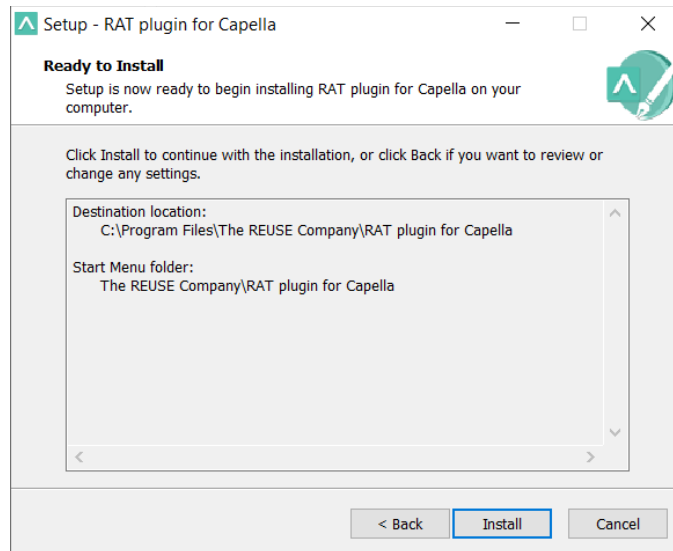 Setup - RAT plugin for Capella
Ready to Install
Setup is now ready to begin installing RAT plugin for Capella on your
computer.
Click Install to continue with the installation, or click Back if you want to review or
change any settings.
Destination location:
C:\Program Files\The REUSE Company\RAT plugin for Capella
Start Menu folder:
The REUSE Company\RAT plugin for Capella
< Back
Install
Cancel